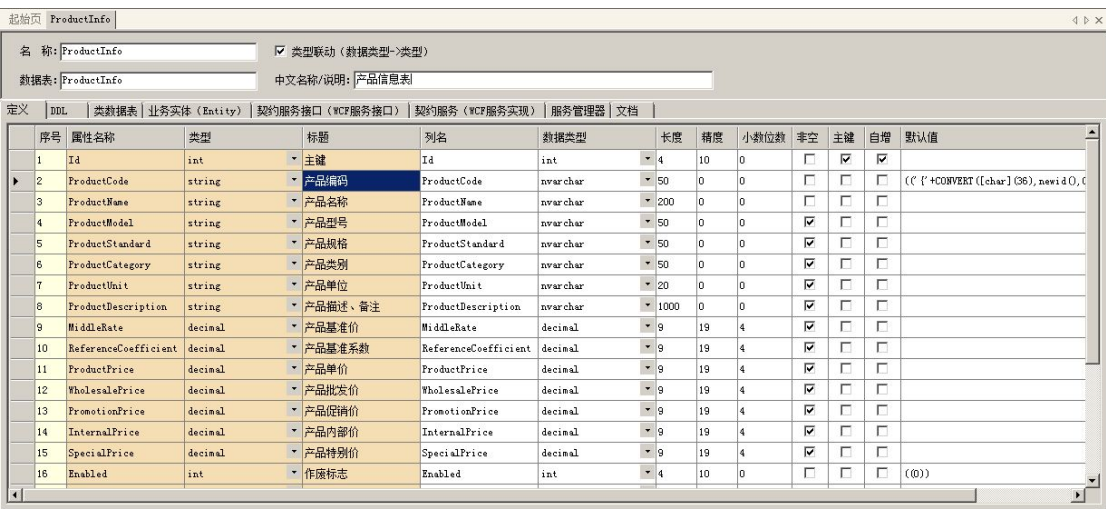 起始页 ProductInfo
名 称: ProductInfo 类型联动（数据类型->类型）
数据表: ProductInfo 中文名称/说明: 产品信息表
定义 DDL 类数据表 业务实体（Entity） 契约服务接口（WCF服务接口） 契约服务（WCF服务实现） 服务管理器 文档
序号 属性名称 类型 标题 列名 数据类型 长度 精度 小数位数 非空 主键 自增 默认值
1 Id int 主键 Id int 4 10 0
2 ProductCode string 产品编码 ProductCode nvarchar 50 0 0 (('{'+CONVERT([char](36),newid(),0
3 ProductName string 产品名称 ProductName nvarchar 200 0 0
4 ProductModel string 产品型号 ProductModel nvarchar 50 0 0
5 ProductStandard string 产品规格 ProductStandard nvarchar 50 0 0
6 ProductCategory string 产品类别 ProductCategory nvarchar 50 0 0
7 ProductUnit string 产品单位 ProductUnit nvarchar 20 0 0
8 ProductDescription string 产品描述、备注 ProductDescription nvarchar 1000 0 0
9 MiddleRate decimal 产品基准价 MiddleRate decimal 9 19 4
10 ReferenceCoefficient decimal 产品基准系数 ReferenceCoefficient decimal 9 19 4
11 ProductPrice decimal 产品单价 ProductPrice decimal 9 19 4
12 WholesalePrice decimal 产品批发价 WholesalePrice decimal 9 19 4
13 PromotionPrice decimal 产品促销价 PromotionPrice decimal 9 19 4
14 InternalPrice decimal 产品内部价 InternalPrice decimal 9 19 4
15 SpecialPrice decimal 产品特别价 SpecialPrice decimal 9 19 4
16 Enabled int 作废标志 Enabled int 4 10 0 ((0))